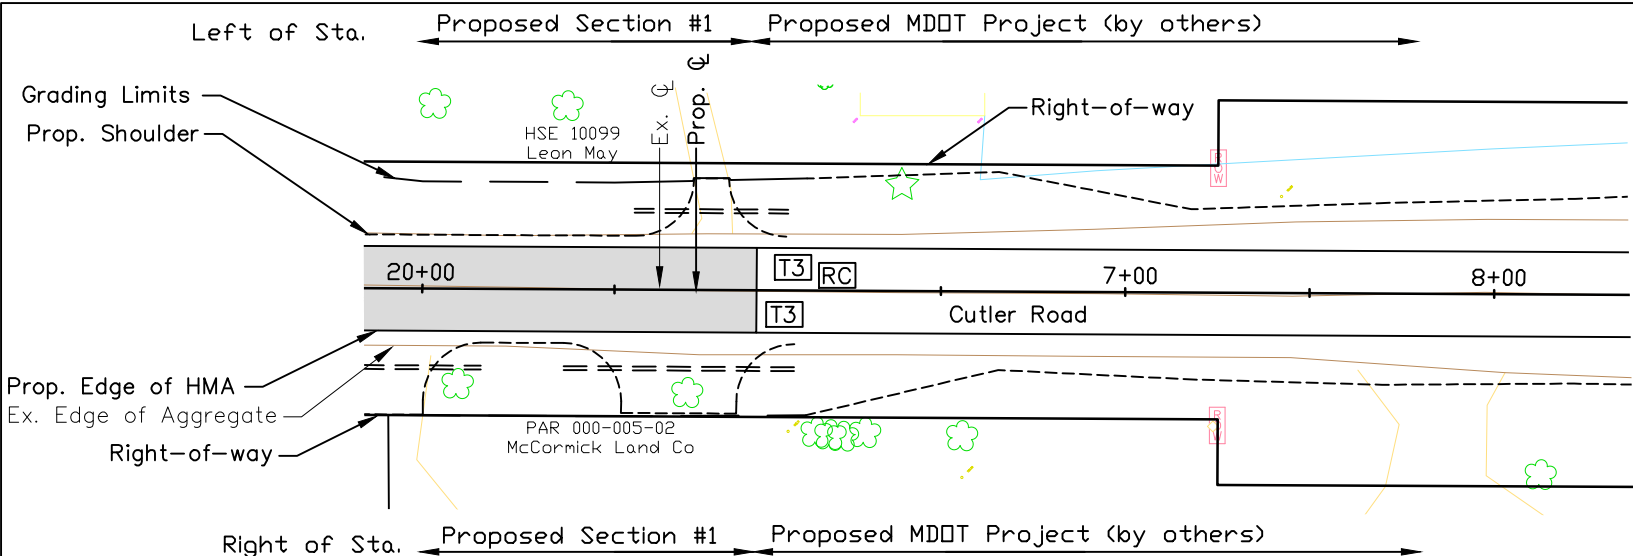 Left of Sta.
Proposed Section #1
Proposed MDOT Project (by others)
Grading Limits
Prop. Shoulder
HSE 10099
Leon May
Ex. ℄
Prop. ℄
Right-of-way
ROW
20+00
T3
RC
7+00
8+00
T3
Cutler Road
Prop. Edge of HMA
Ex. Edge of Aggregate
Right-of-way
PAR 000-005-02
McCormick Land Co
ROW
Right of Sta.
Proposed Section #1
Proposed MDOT Project (by others)